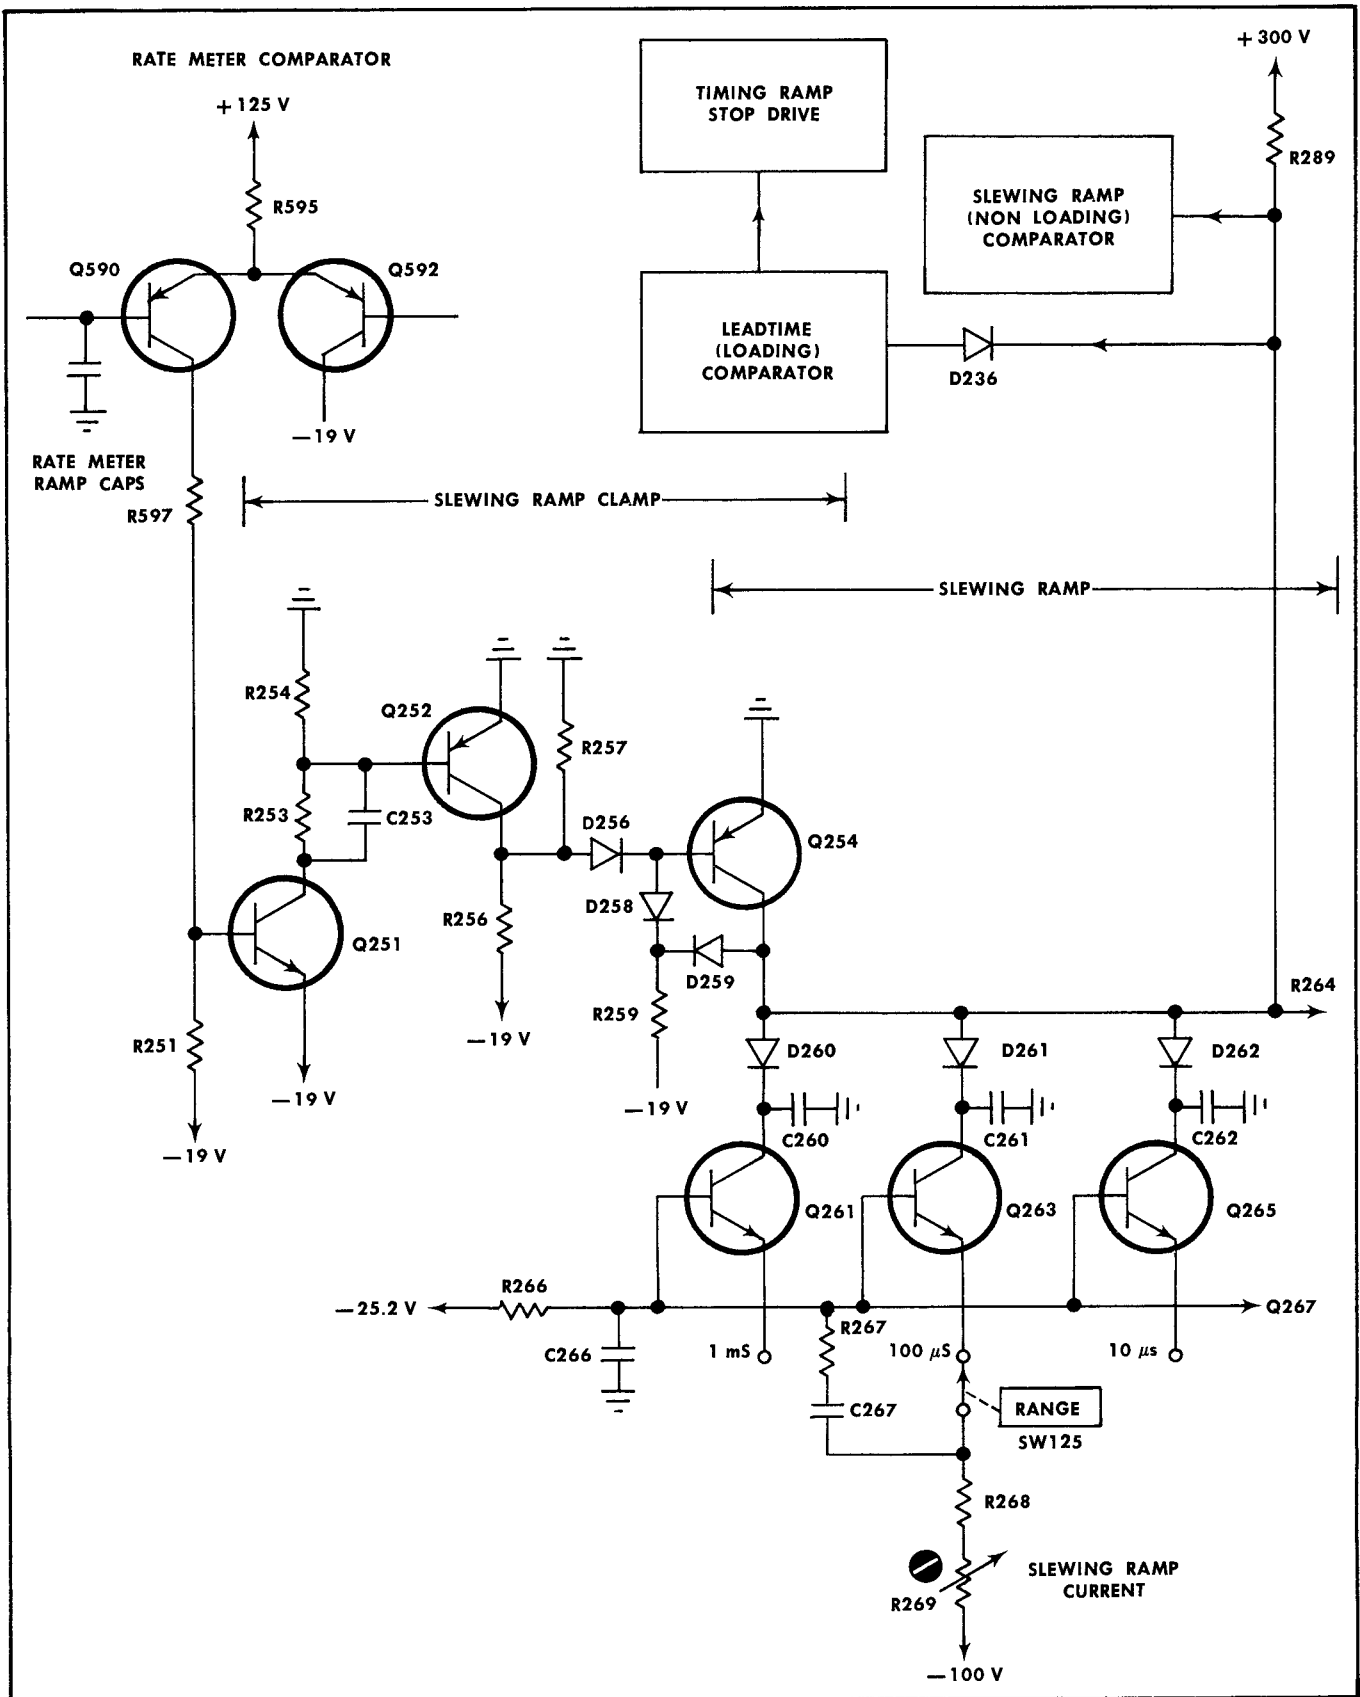 RATE METER COMPARATOR
+125 V
R595
Q590
Q592
—19 V
RATE METER
RAMP CAPS
R597
TIMING RAMP
STOP DRIVE
LEADTIME
(LOADING)
COMPARATOR
SLEWING RAMP
(NON LOADING)
COMPARATOR
D236
+300 V
R289
SLEWING RAMP CLAMP
SLEWING RAMP
R254
Q252
R257
R253
C253
D256
Q254
R256
D258
Q251
D259
R259
—19 V
R251
—19 V
—19 V
—19 V
R264
D260
D261
D262
C260
C261
C262
Q261
Q263
Q265
R266
—25.2 V
Q267
C266
R267
1 mS
100 μS
10 μs
C267
RANGE
SW125
R268
R269
SLEWING RAMP
CURRENT
—100 V